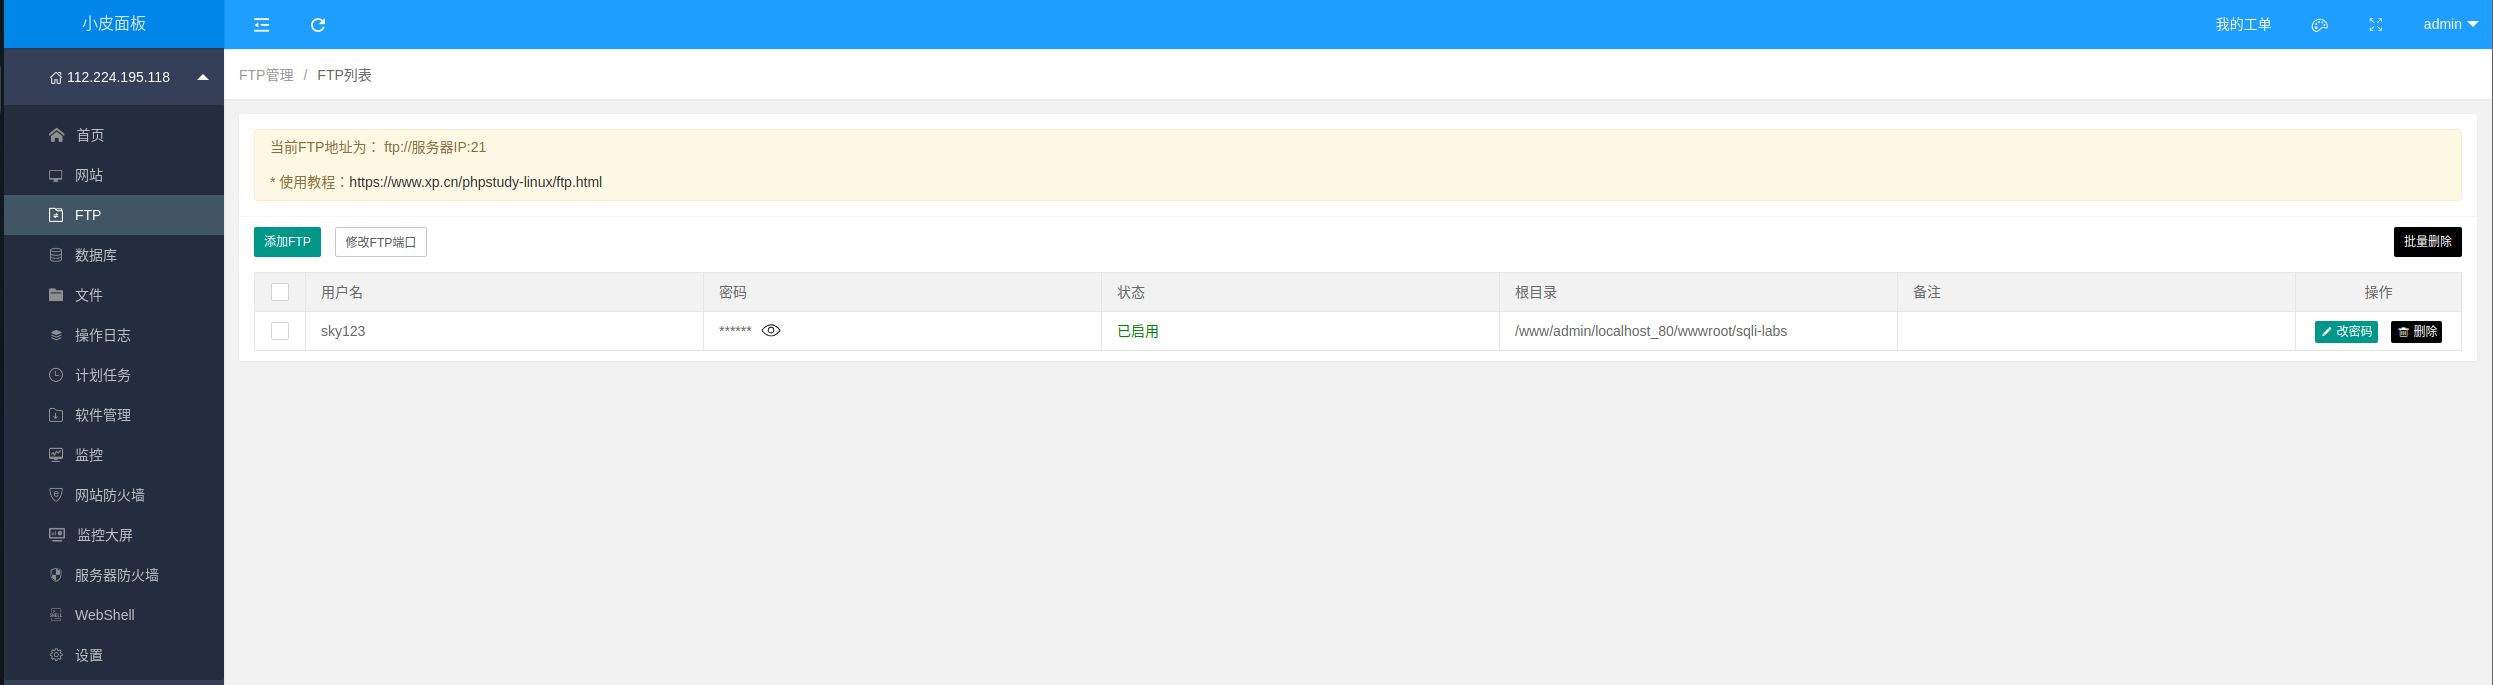 小皮面板
我的工单
admin
112.224.195.118
FTP管理 / FTP列表
首页
网站
FTP
数据库
文件
操作日志
计划任务
软件管理
监控
网站防火墙
监控大屏
服务器防火墙
WebShell
设置
当前FTP地址为： ftp://服务器IP:21
* 使用教程：https://www.xp.cn/phpstudy-linux/ftp.html
添加FTP 修改FTP端口 批量删除
用户名 密码 状态 根目录 备注 操作
sky123 ****** 已启用 /www/admin/localhost_80/wwwroot/sqli-labs 改密码 删除